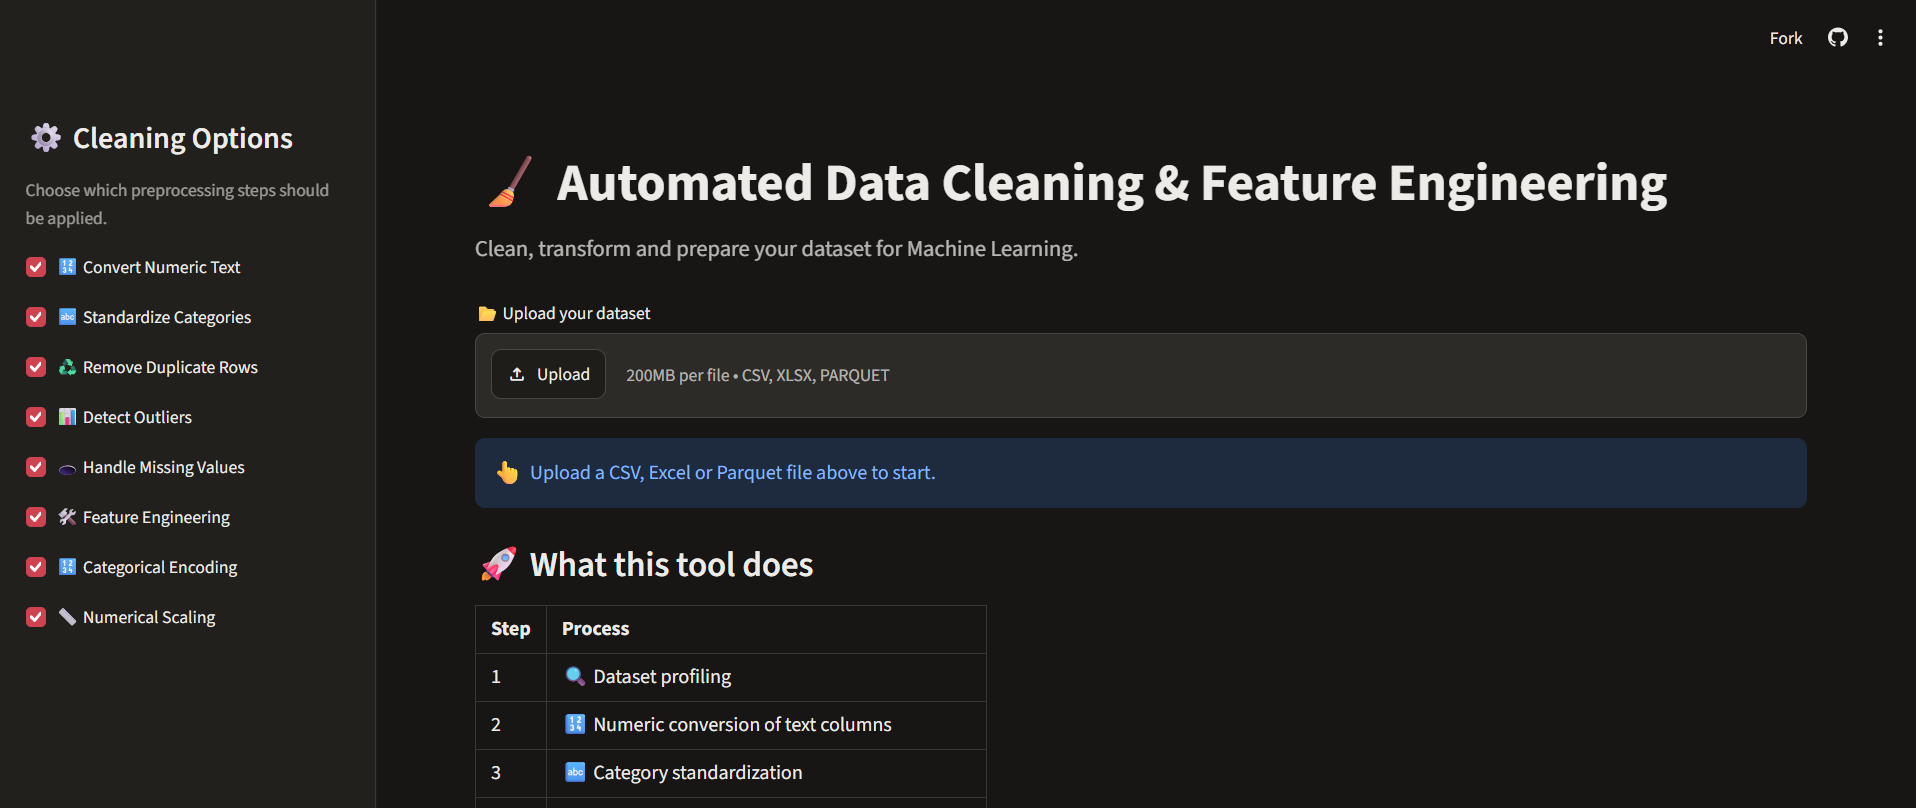 Fork
Cleaning Options
Choose which preprocessing steps should
be applied.
Convert Numeric Text
Standardize Categories
Remove Duplicate Rows
Detect Outliers
Handle Missing Values
Feature Engineering
Categorical Encoding
Numerical Scaling
Automated Data Cleaning & Feature Engineering
Clean, transform and prepare your dataset for Machine Learning.
Upload your dataset
Upload 200MB per file • CSV, XLSX, PARQUET
Upload a CSV, Excel or Parquet file above to start.
What this tool does
Step Process
1 Dataset profiling
2 Numeric conversion of text columns
3 Category standardization